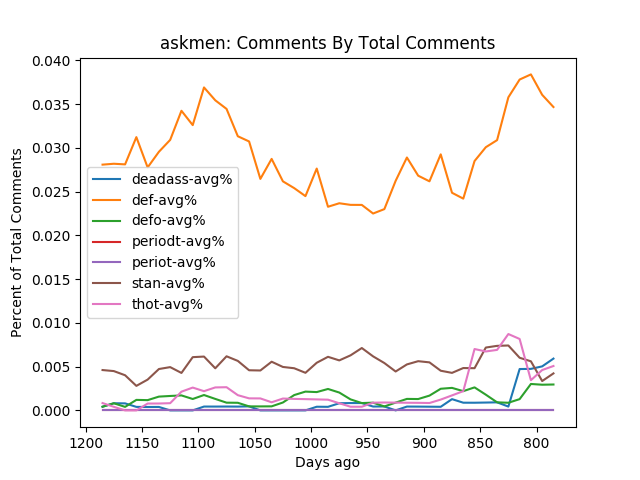 askmen: Comments By Total Comments
0.040
0.035
0.030
0.025
0.020
0.015
0.010
0.005
0.000
Percent of Total Comments
deadass-avg%
def-avg%
defo-avg%
periodt-avg%
periot-avg%
stan-avg%
thot-avg%
1200 1150 1100 1050 1000 950 900 850 800
Days ago